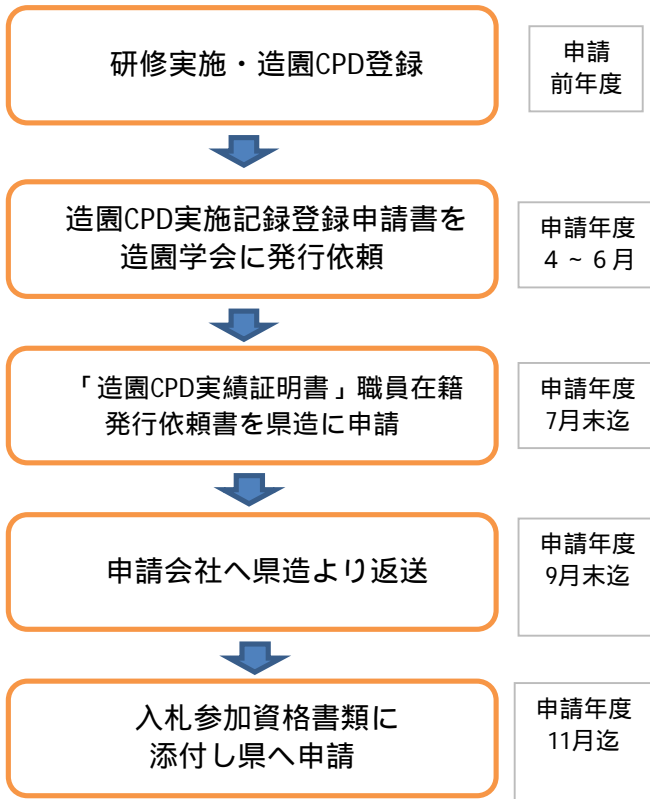 研修実施・造園CPD登録
申請
前年度
造園CPD実施記録登録申請書を
造園学会に発行依頼
申請年度
4 ~ 6 月
「造園CPD実績証明書」職員在籍
発行依頼書を県造に申請
申請年度
7月末迄
申請会社へ県造より返送
申請年度
9月末迄
入札参加資格書類に
添付し県へ申請
申請年度
11月迄